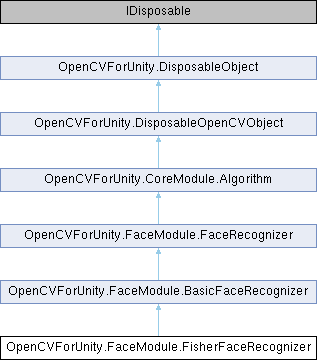 IDisposable
OpenCVForUnity.DisposableObject
OpenCVForUnity.DisposableOpenCVObject
OpenCVForUnity.CoreModule.Algorithm
OpenCVForUnity.FaceModule.FaceRecognizer
OpenCVForUnity.FaceModule.BasicFaceRecognizer
OpenCVForUnity.FaceModule.FisherFaceRecognizer